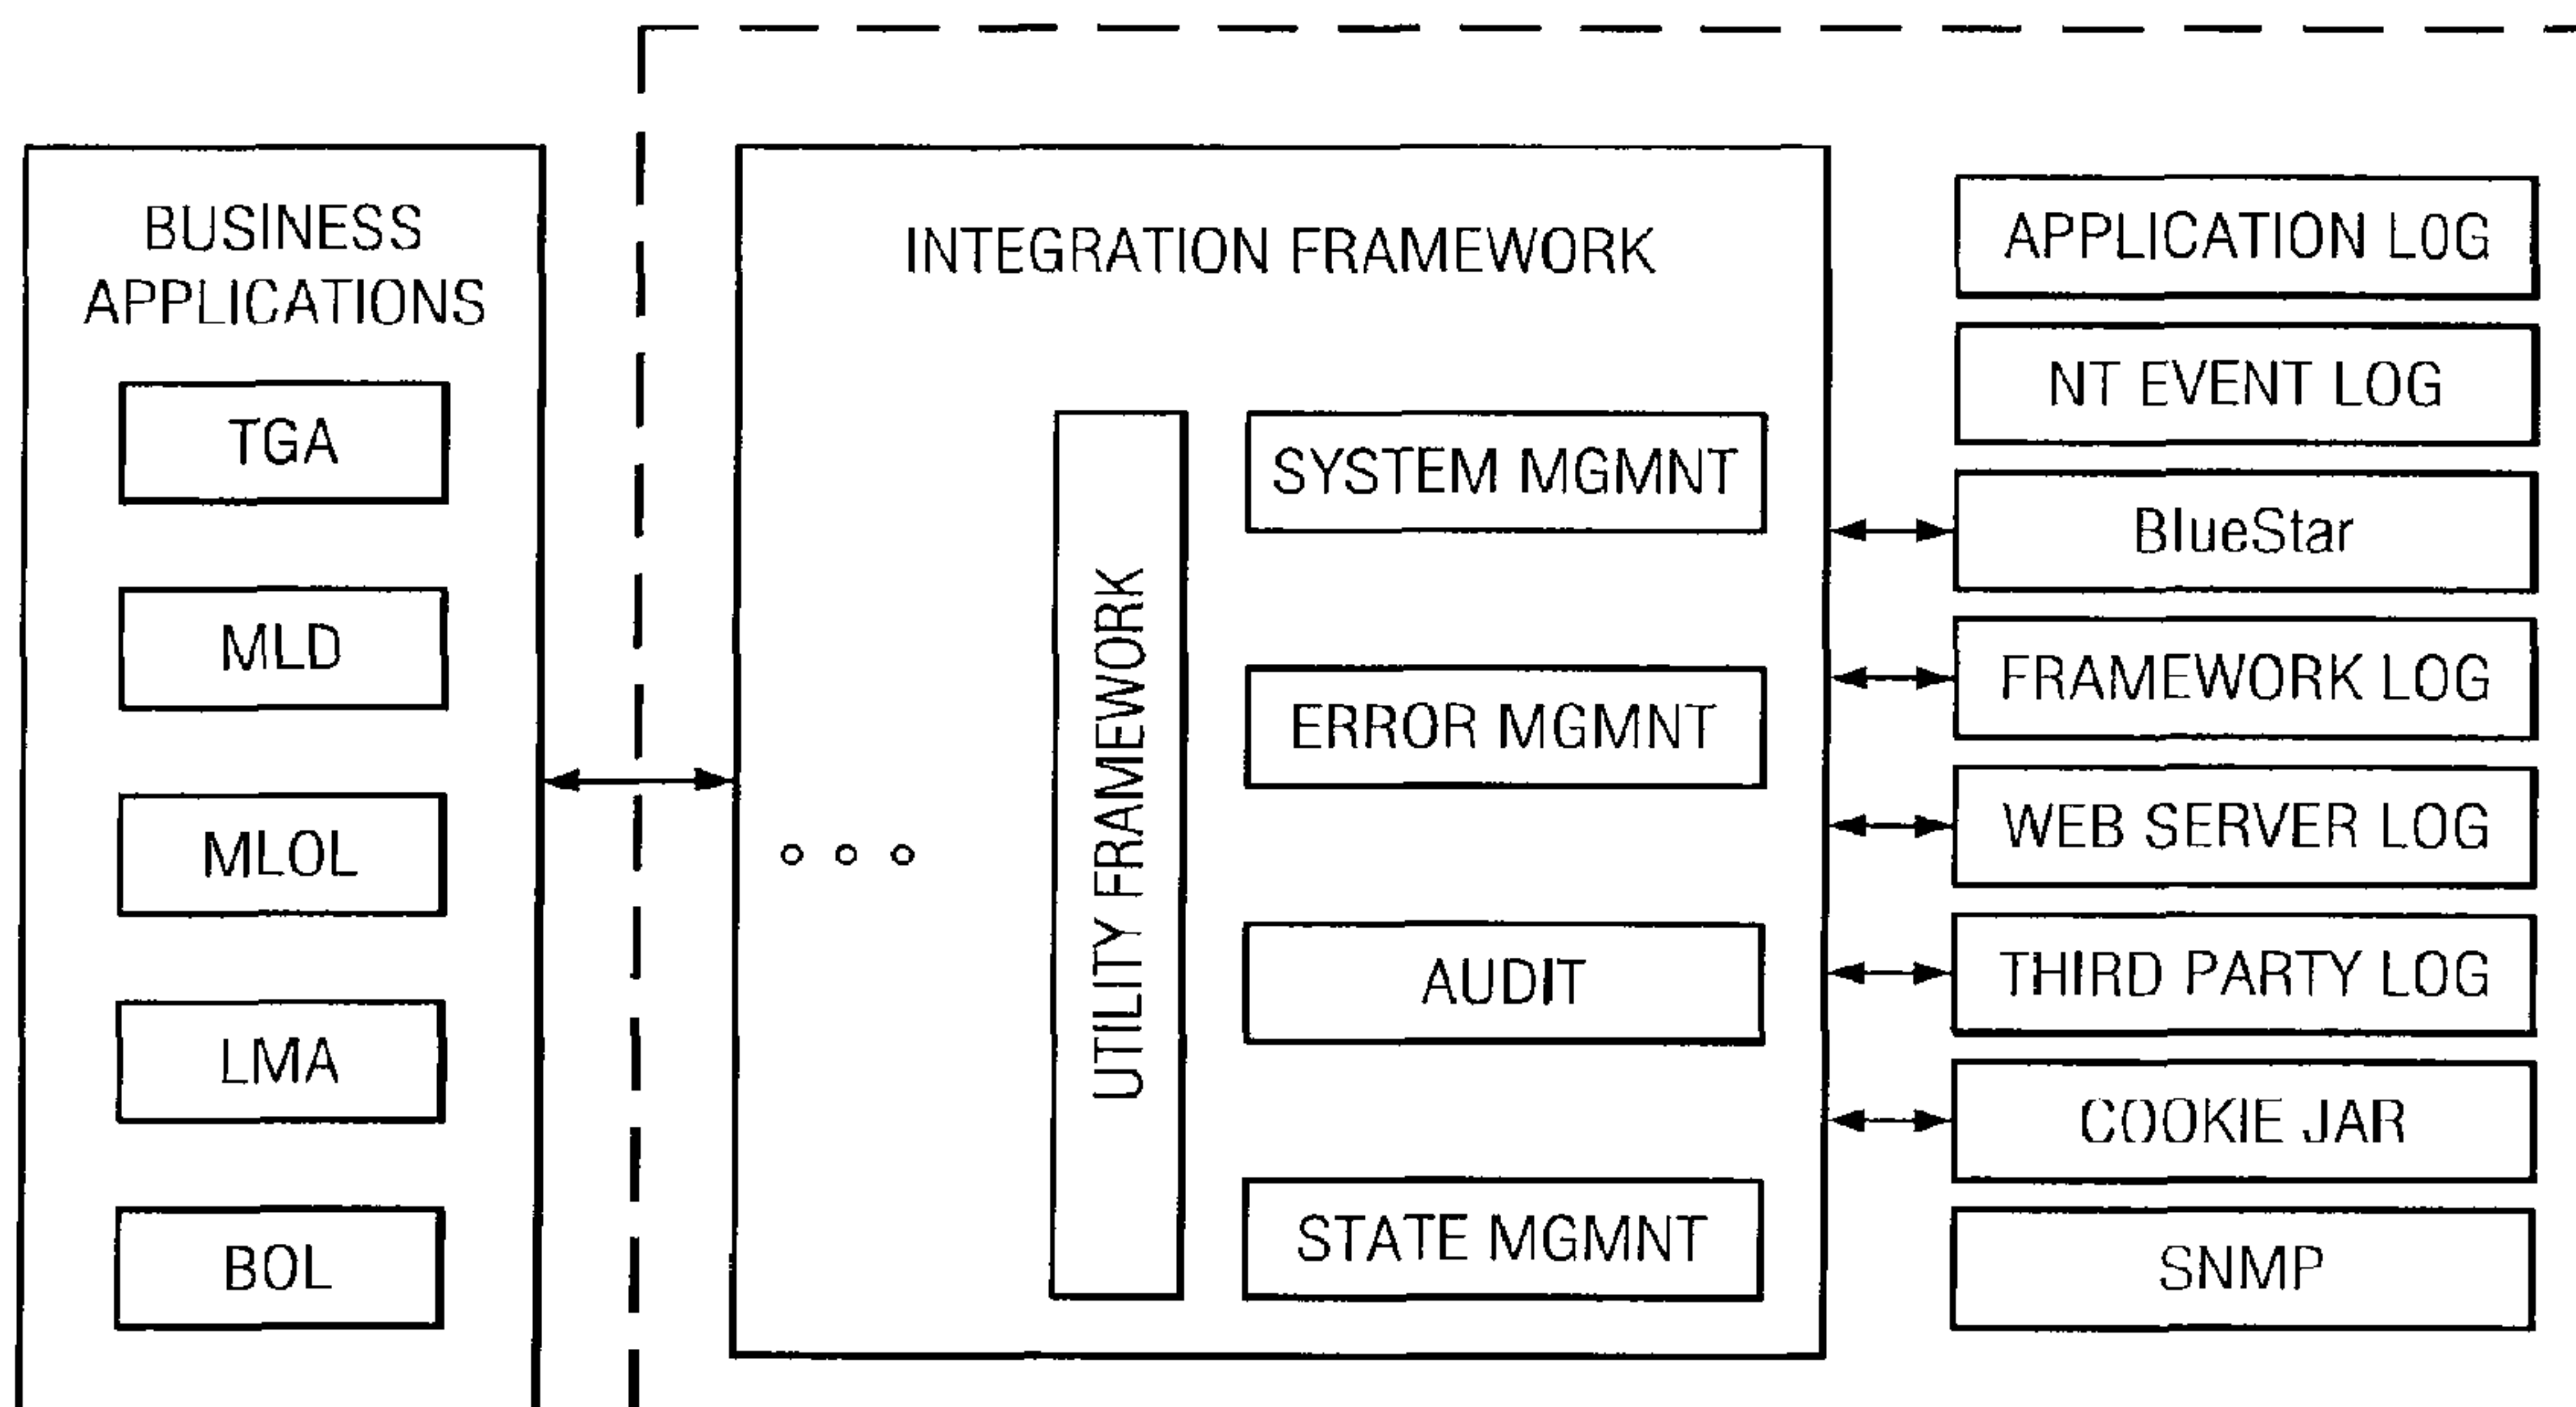 BUSINESS
APPLICATIONS
TGA
MLD
MLOL
LMA
BOL
INTEGRATION FRAMEWORK
UTILITY FRAMEWORK
SYSTEM MGMNT
ERROR MGMNT
AUDIT
STATE MGMNT
APPLICATION LOG
NT EVENT LOG
BlueStar
FRAMEWORK LOG
WEB SERVER LOG
THIRD PARTY LOG
COOKIE JAR
SNMP